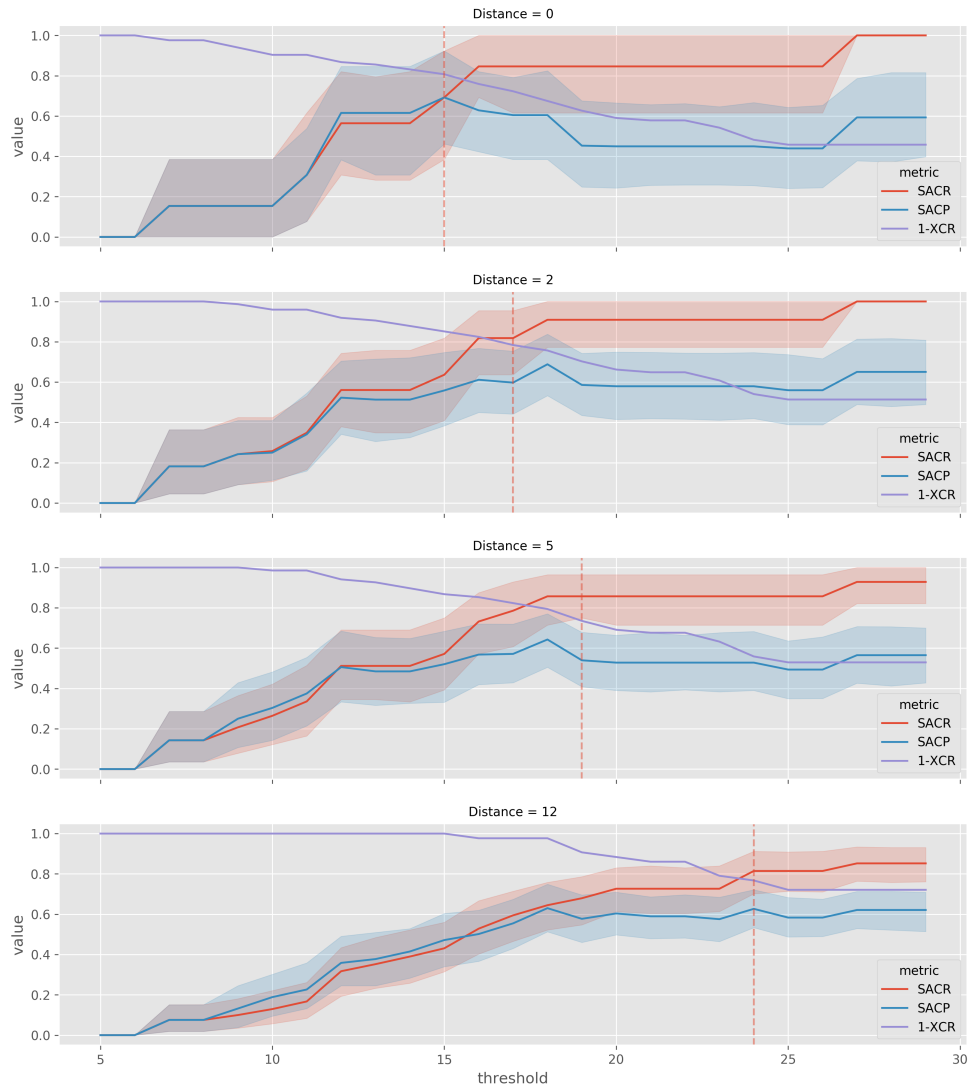 Distance = 0
1.0
0.8
0.6
0.4
0.2
0.0
value
metric
SACR
SACP
1-XCR
Distance = 2
1.0
0.8
0.6
0.4
0.2
0.0
value
metric
SACR
SACP
1-XCR
Distance = 5
1.0
0.8
0.6
0.4
0.2
0.0
value
metric
SACR
SACP
1-XCR
Distance = 12
1.0
0.8
0.6
0.4
0.2
0.0
value
metric
SACR
SACP
1-XCR
5 10 15 20 25 30
threshold